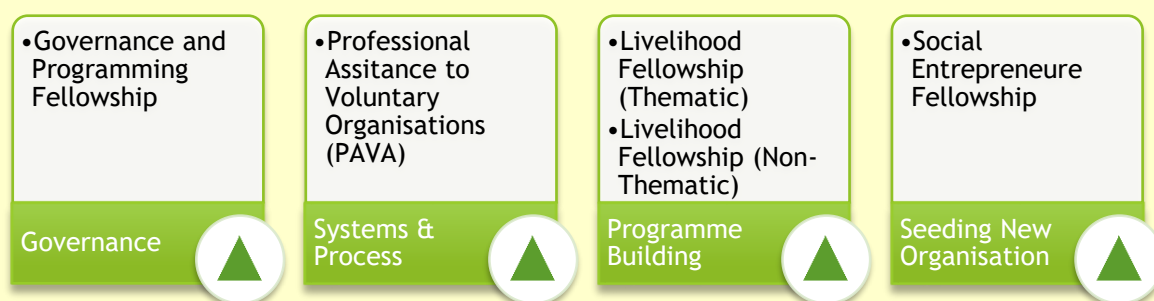 •Governance and
Programming
Fellowship
Governance
•Professional
Assitance to
Voluntary
Organisations
(PAVA)
Systems &
Process
•Livelihood
Fellowship
(Thematic)
•Livelihood
Fellowship (Non-
Thematic)
Programme
Building
•Social
Entrepreneure
Fellowship
Seeding New
Organisation